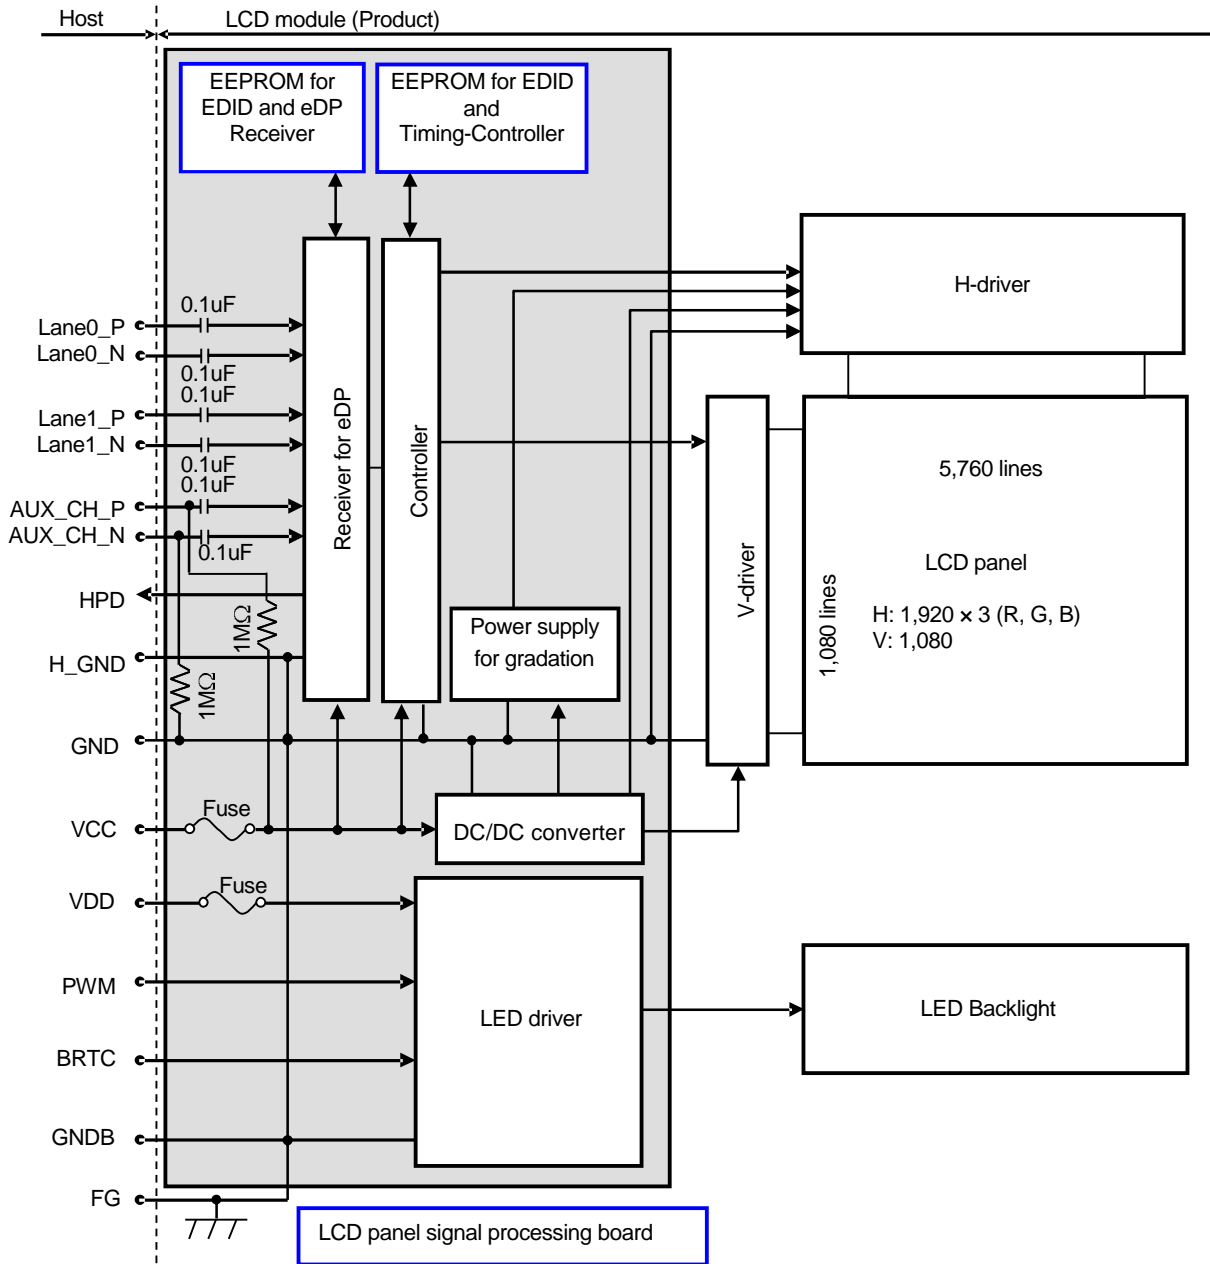 Host
LCD module (Product)
EEPROM for
EDID and eDP
Receiver
EEPROM for EDID
and
Timing-Controller
H-driver
0.1uF
Lane0_P
Lane0_N
0.1uF
0.1uF
Lane1_P
Lane1_N
0.1uF
0.1uF
AUX_CH_P
AUX_CH_N
0.1uF
HPD
H_GND
1MΩ
1MΩ
GND
Receiver for eDP
Controller
Power supply
for gradation
V-driver
5,760 lines
1,080 lines
LCD panel
H: 1,920 × 3 (R, G, B)
V: 1,080
Fuse
VCC
DC/DC converter
Fuse
VDD
PWM
LED driver
LED Backlight
BRTC
GNDB
FG
LCD panel signal processing board